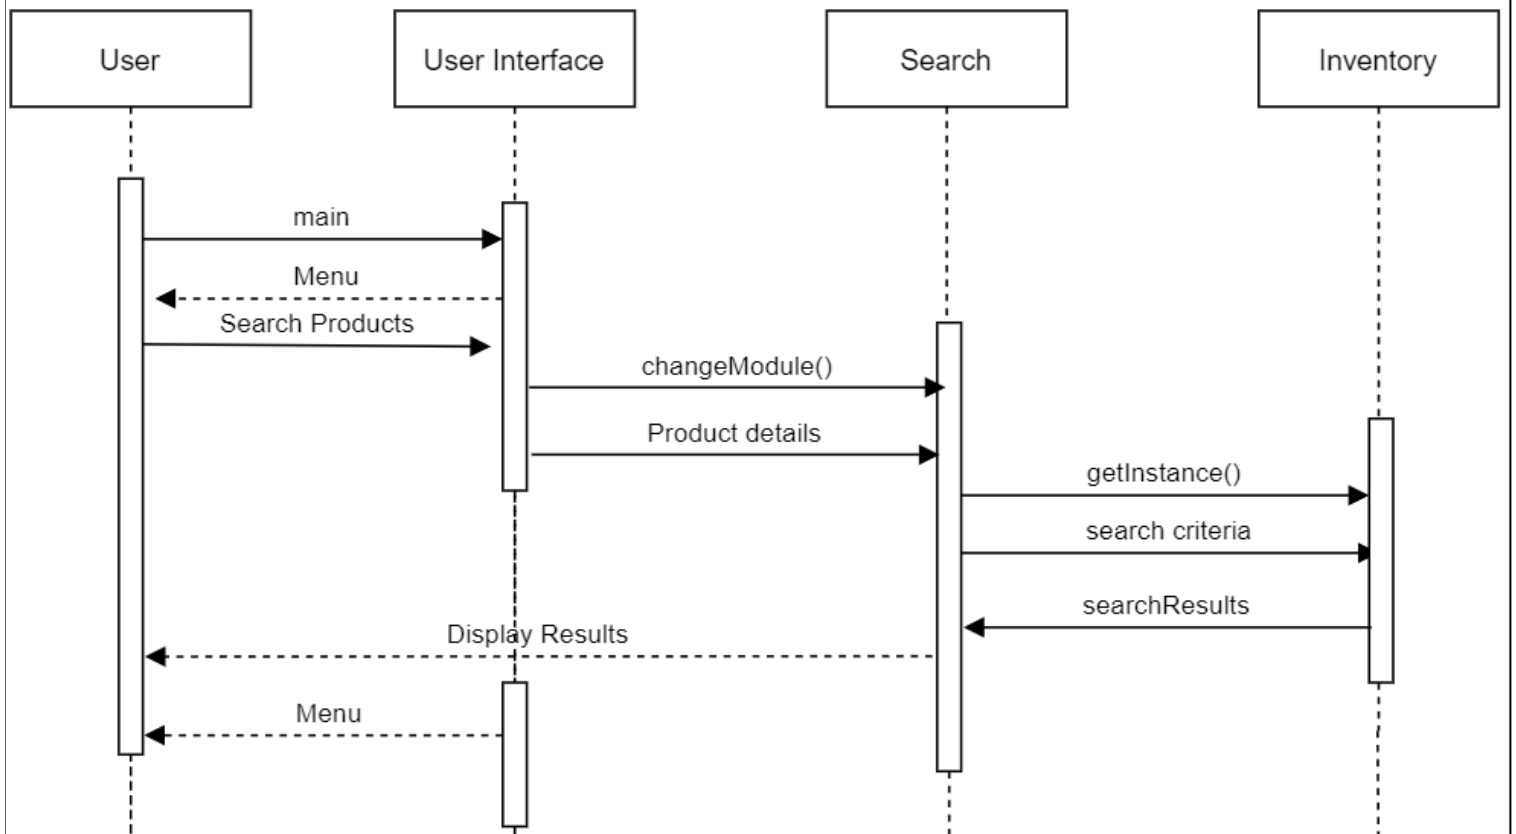 User
User Interface
Search
Inventory
main
Menu
Search Products
changeModule()
Product details
getInstance()
search criteria
searchResults
Display Results
Menu